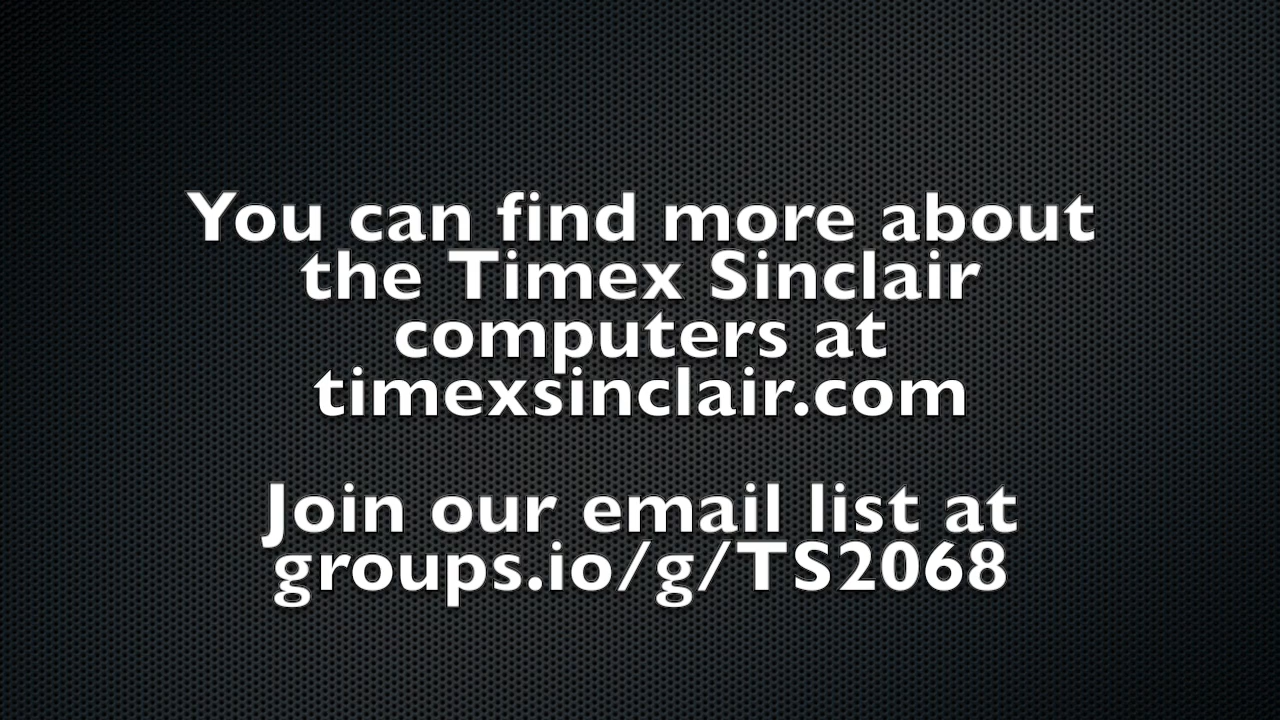 You can find more about
the Timex Sinclair
computers at
timexsinclair.com
Join our email list at
groups.io/g/TS2068